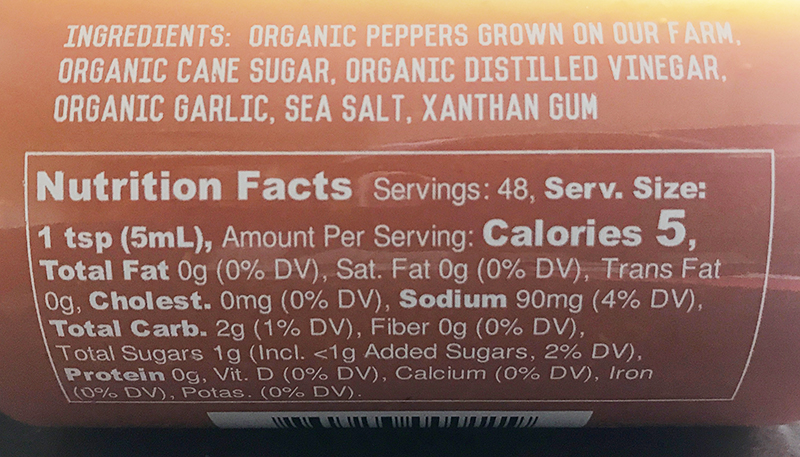 INGREDIENTS: ORGANIC PEPPERS GROWN ON OUR FARM,
ORGANIC CANE SUGAR, ORGANIC DISTILLED VINEGAR,
ORGANIC GARLIC, SEA SALT, XANTHAN GUM
Nutrition Facts Servings: 48, Serv. Size:
1 tsp (5mL), Amount Per Serving: Calories 5,
Total Fat 0g (0% DV), Sat. Fat 0g (0% DV), Trans Fat
0g, Cholest. 0mg (0% DV), Sodium 90mg (4% DV),
Total Carb. 2g (1% DV), Fiber 0g (0% DV),
Total Sugars 1g (Incl. <1g Added Sugars, 2% DV),
Protein 0g, Vit. D (0% DV), Calcium (0% DV), Iron
(0% DV), Potas. (0% DV).